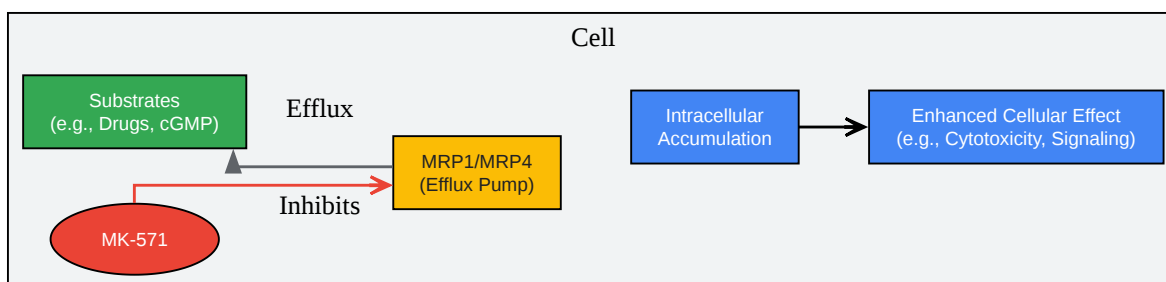 Cell
Substrates
(e.g., Drugs, cGMP)
Efflux
MRP1/MRP4
(Efflux Pump)
Inhibits
MK-571
Intracellular
Accumulation
Enhanced Cellular Effect
(e.g., Cytotoxicity, Signaling)